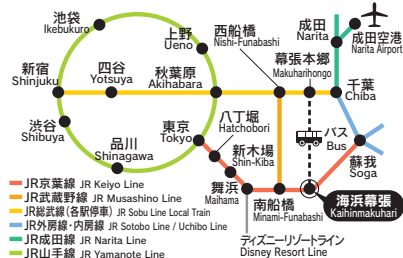 池袋
Ikebukuro
上野
Ueno
西船橋
Nishi-Funabashi
成田
Narita
成田空港
Narita Airport
幕張本郷
Makuharihongo
新宿
Shinjuku
四谷
Yotsuya
秋葉原
Akihabara
千葉
Chiba
渋谷
Shibuya
品川
Shinagawa
東京
Tokyo
八丁堀
Hatchobori
新木場
Shin-Kiba
バス
Bus
蘇我
Soga
舞浜
Maihama
南船橋
Minami-Funabashi
海浜幕張
Kaihinmakuhari
ディズニーリゾートライン
Disney Resort Line
JR京葉線 JR Keiyo Line
JR武蔵野線 JR Musashino Line
JR総武線(各駅停車) JR Sobu Line Local Train
JR外房線・内房線 JR Sotobo Line / Uchibo Line
JR成田線 JR Narita Line
JR山手線 JR Yamanote Line